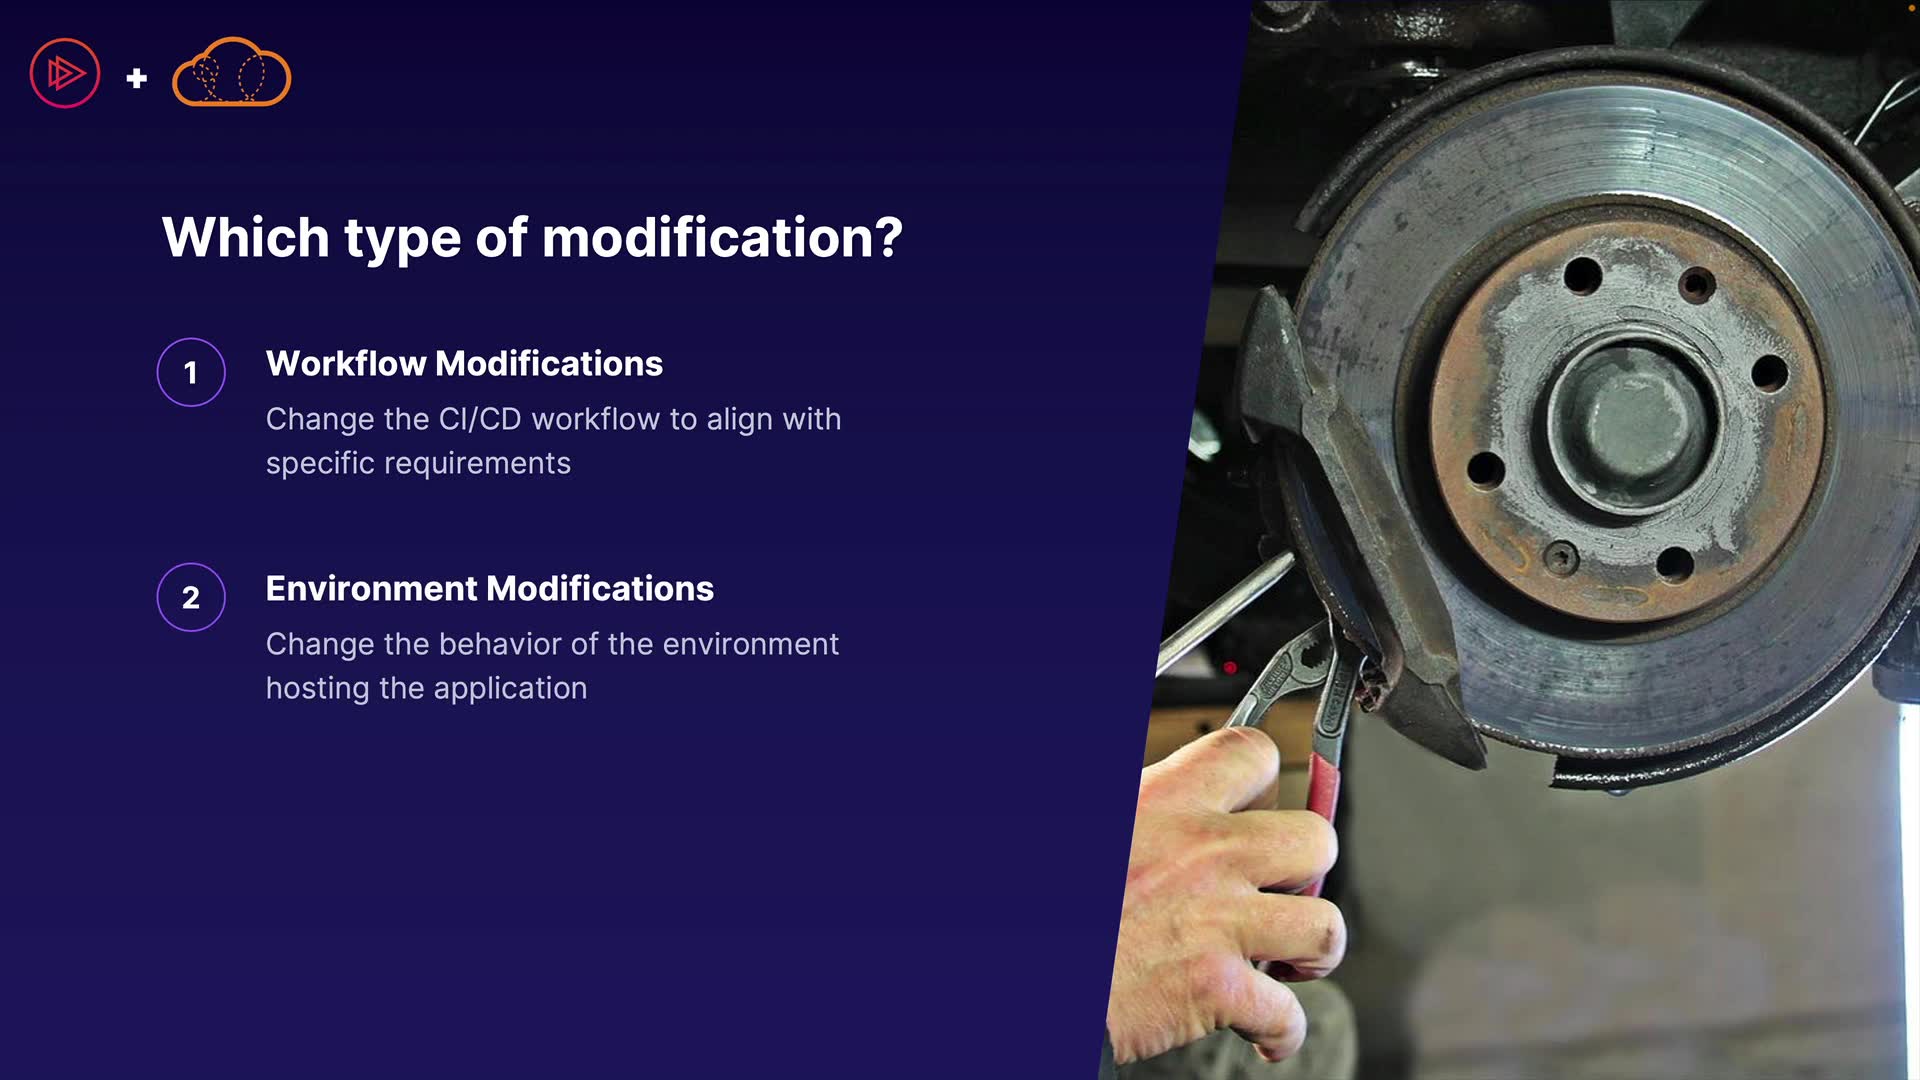 Which type of modification?
1
Workflow Modifications
Change the CI/CD workflow to align with
specific requirements
2
Environment Modifications
Change the behavior of the environment
hosting the application